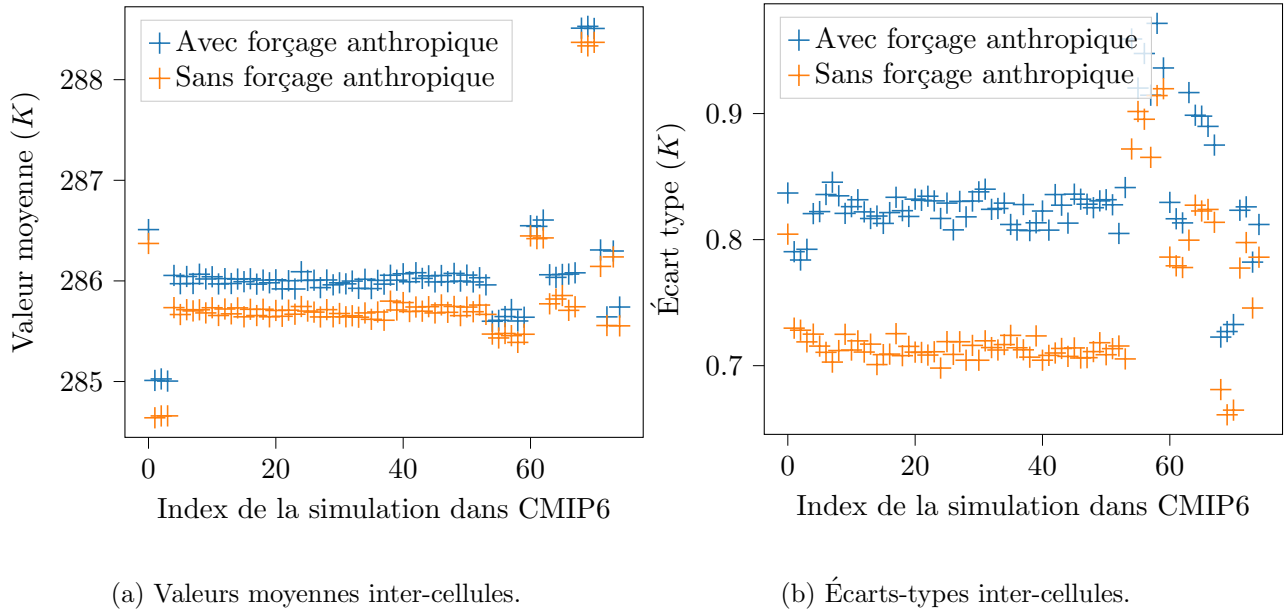 Avec forçage anthropique
Sans forçage anthropique
288
287
286
285
0
20
40
60
Valeur moyenne (K)
Index de la simulation dans CMIP6
(a) Valeurs moyennes inter-cellules.
Avec forçage anthropique
Sans forçage anthropique
0.9
0.8
0.7
0
20
40
60
Écart type (K)
Index de la simulation dans CMIP6
(b) Écarts-types inter-cellules.